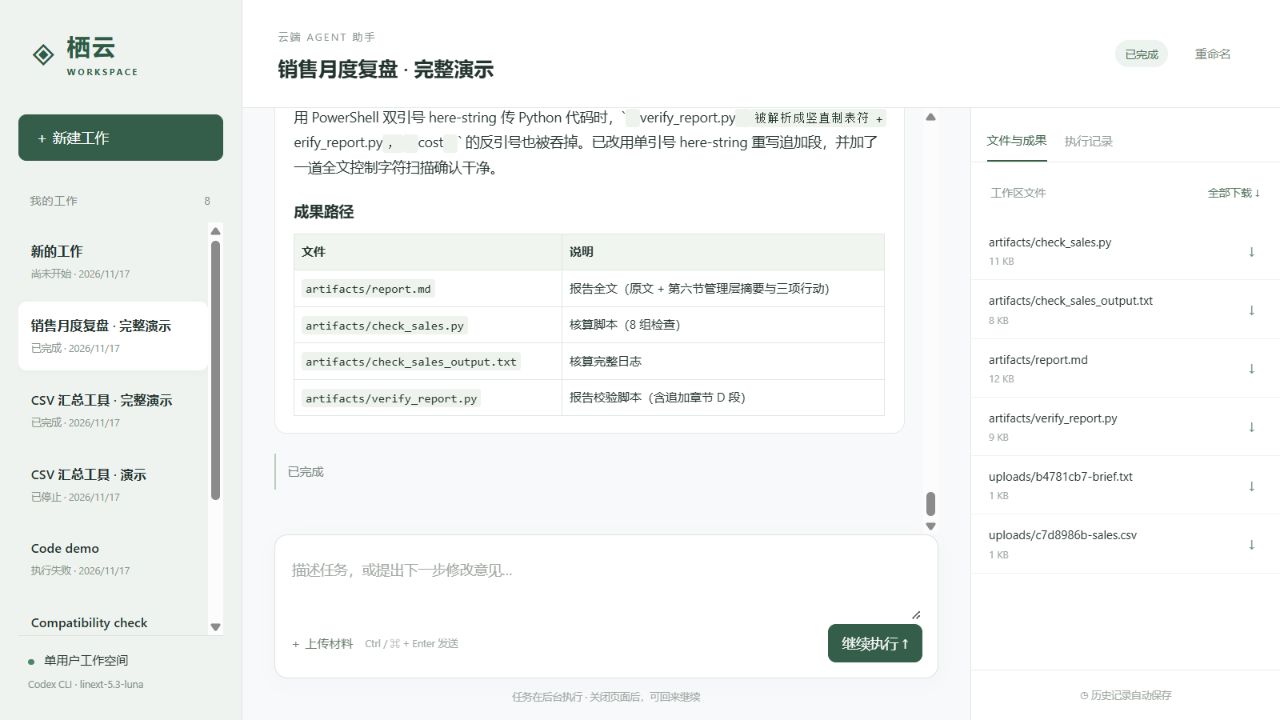 栖云
WORKSPACE
+ 新建工作
我的工作 8
新的工作
尚未开始 · 2026/11/17
销售月度复盘 · 完整演示
已完成 · 2026/11/17
CSV 汇总工具 · 完整演示
已完成 · 2026/11/17
CSV 汇总工具 · 演示
已停止 · 2026/11/17
Code demo
执行失败 · 2026/11/17
Compatibility check
单用户工作空间
Codex CLI · linext-5.3-luna
云端 AGENT 助手
销售月度复盘 · 完整演示
已完成 重命名
用 PowerShell 双引号 here-string 传 Python 代码时，` verify_report.py 被解析成竖直制表符 +
erify_report.py ， cost ` 的反引号也被吞掉。已改用单引号 here-string 重写追加段，并加了
一道全文控制字符扫描确认干净。
成果路径
文件 说明
artifacts/report.md 报告全文（原文 + 第六节管理层摘要与三项行动）
artifacts/check_sales.py 核算脚本（8 组检查）
artifacts/check_sales_output.txt 核算完整日志
artifacts/verify_report.py 报告校验脚本（含追加章节 D 段）
已完成
描述任务，或提出下一步修改意见...
+ 上传材料 Ctrl / ⌘ + Enter 发送
继续执行 ↑
任务在后台执行 · 关闭页面后，可回来继续
文件与成果 执行记录
工作区文件 全部下载 ↓
artifacts/check_sales.py ↓
11 KB
artifacts/check_sales_output.txt ↓
8 KB
artifacts/report.md ↓
12 KB
artifacts/verify_report.py ↓
9 KB
uploads/b4781cb7-brief.txt ↓
1 KB
uploads/c7d8986b-sales.csv ↓
1 KB
◷ 历史记录自动保存